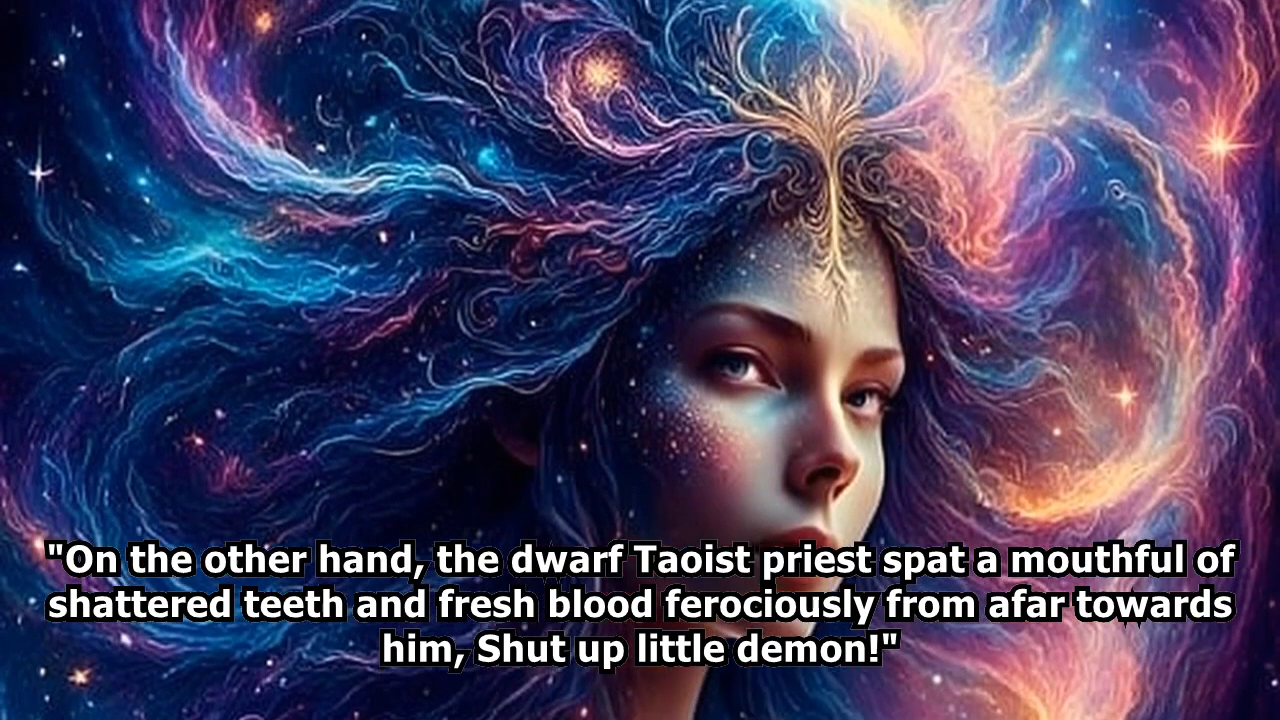 "On the other hand, the dwarf Taoist priest spat a mouthful of
shattered teeth and fresh blood ferociously from afar towards
him, Shut up little demon!"